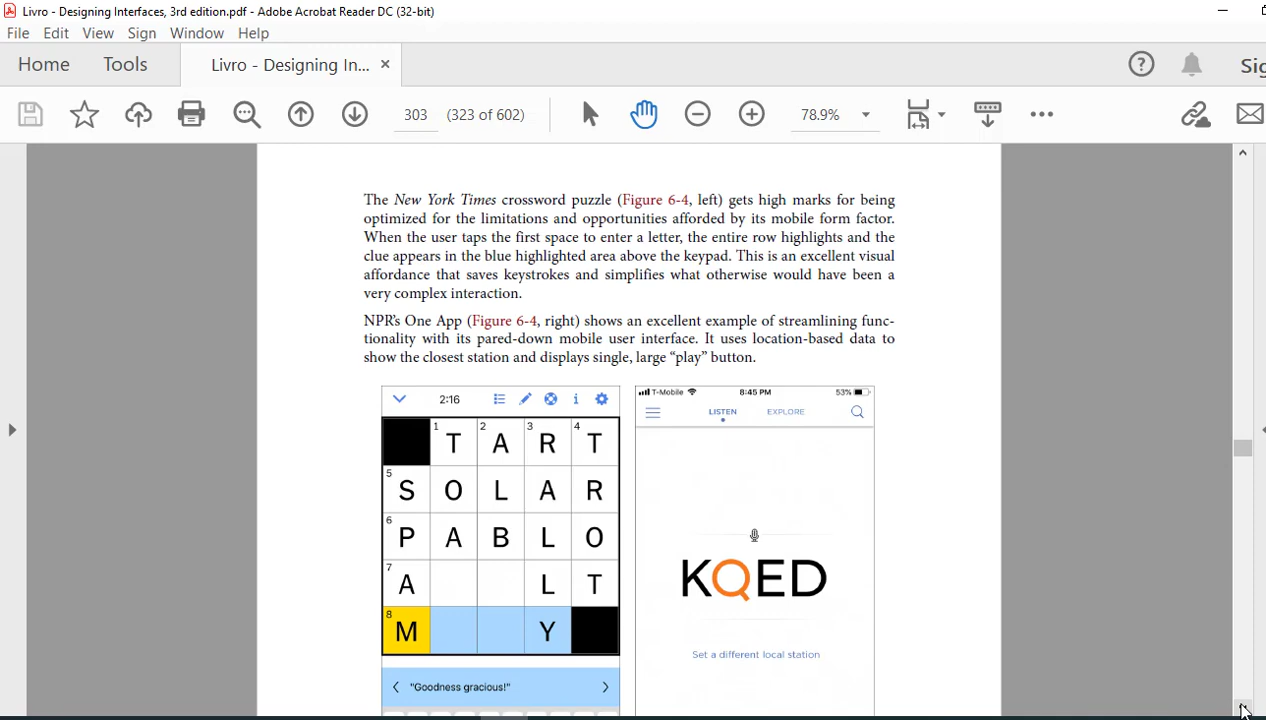 Livro - Designing Interfaces, 3rd edition.pdf - Adobe Acrobat Reader DC (32-bit)
File Edit View Sign Window Help
Home Tools Livro - Designing In... × ? Sig
303 (323 of 602) 78.9%
The New York Times crossword puzzle (Figure 6-4, left) gets high marks for being
optimized for the limitations and opportunities afforded by its mobile form factor.
When the user taps the first space to enter a letter, the entire row highlights and the
clue appears in the blue highlighted area above the keypad. This is an excellent visual
affordance that saves keystrokes and simplifies what otherwise would have been a
very complex interaction.
NPR’s One App (Figure 6-4, right) shows an excellent example of streamlining func-
tionality with its pared-down mobile user interface. It uses location-based data to
show the closest station and displays single, large “play” button.
2:16
1 T 2 A 3 R 4 T
5 S O L A R
6 P A B L O
7 A L T
8 M Y
"Goodness gracious!"
T-Mobile 8:45 PM 53%
LISTEN EXPLORE
KQED
Set a different local station